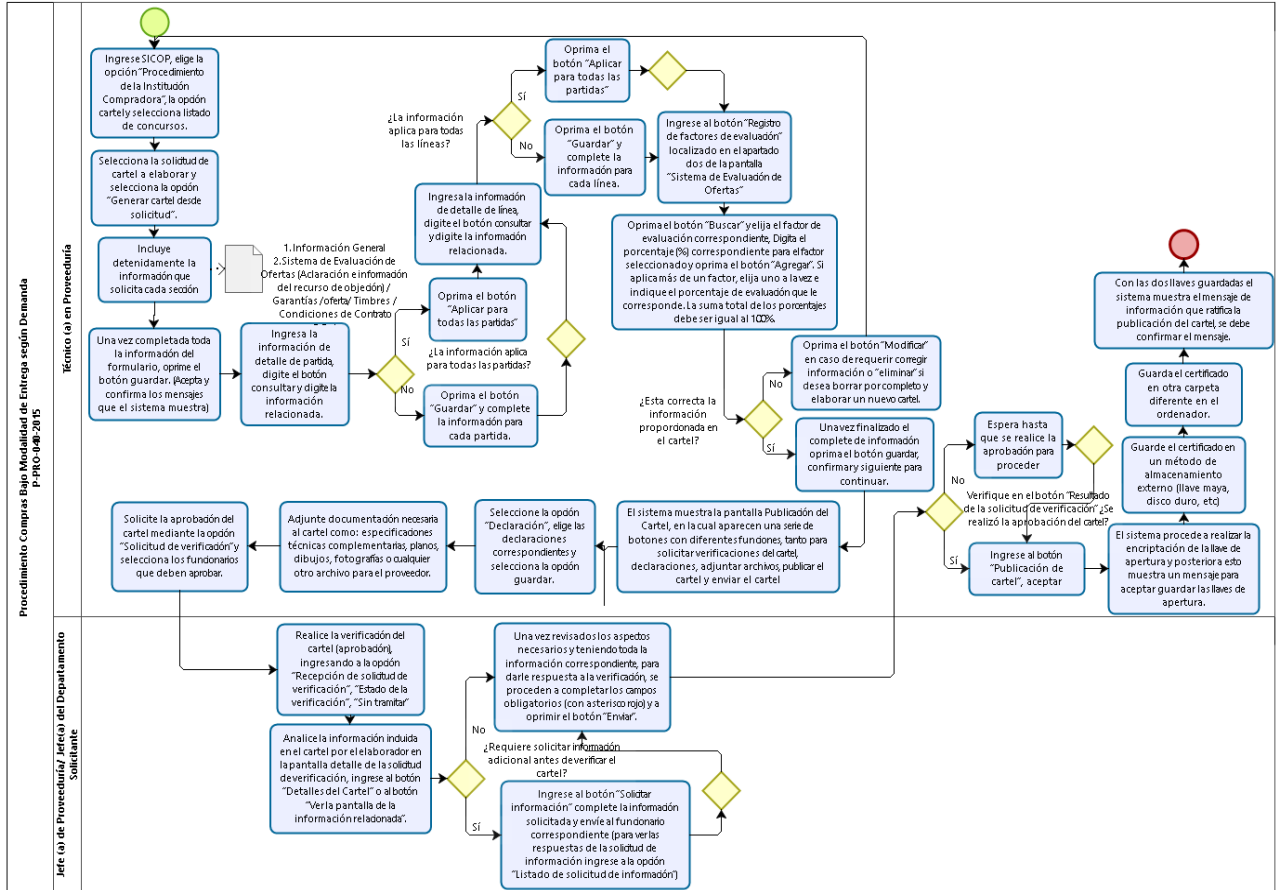 Procedimiento Compras Bajo Modalidad de Entrega según Demanda
P-PRO-040-2015
Técnico (a) en Proveeduría
Ingrese SICOP, elige la
opción "Procedimiento
de la Institución
Compradora", la opción
cartel y selecciona listado
de concursos.
Selecciona la solicitud de
cartel a elaborar y
selecciona la opción
"Generar cartel desde
solicitud".
Incluye
detenidamente la
información que
solicita cada sección
1.Información General
2.Sistema de Evaluación de
Ofertas (Aclaración e información
del recurso de objeción) /
Garantías /oferta/ Timbres /
Condiciones de Contrato
Una vez completada toda
la información del
formulario, oprime el
botón guardar. (Acepta y
confirma los mensajes
que el sistema muestra)
Ingresa la
información de
detalle de partida,
digite el botón
consultar y digite la
información
relacionada.
Sí
No
¿La información aplica
para todas las partidas?
Oprima el botón
"Aplicar para
todas las partidas"
Oprima el botón
"Guardar" y complete
la información para
cada partida.
Ingresa la información
de detalle de línea,
digite el botón consultar
y digite la información
relacionada.
¿La información
aplica para todas
las líneas?
Sí
No
Oprima el
botón "Aplicar
para todas las
partidas"
Oprima el botón
"Guardar" y
complete la
información para
cada línea.
Ingrese al botón "Registro
de factores de evaluación"
localizado en el apartado
dos de la pantalla
"Sistema de Evaluación de
Ofertas"
Oprima el botón "Buscar" y elija el factor de
evaluación correspondiente, Digita el
porcentaje (%) correspondiente para el factor
seleccionado y oprima el botón "Agregar". Si
aplica más de un factor, elija uno a la vez e
indique el porcentaje de evaluación que le
corresponde. La suma total de los porcentajes
debe ser igual al 100%.
¿Esta correcta la
información
proporcionada en
el cartel?
No
Sí
Oprima el botón "Modificar"
en caso de requerir corregir
información o "eliminar" si
desea borrar por completo y
elaborar un nuevo cartel.
Una vez finalizado el
complete de información
oprima el botón guardar,
confirmar y siguiente para
continuar.
El sistema muestra la pantalla Publicación del
Cartel, en la cual aparecen una serie de
botones con diferentes funciones, tanto para
solicitar verificaciones del cartel,
declaraciones, adjuntar archivos, publicar el
cartel y enviar el cartel
Seleccione la opción
"Declaración", elige las
declaraciones
correspondientes y
selecciona la opción
guardar.
Adjunte documentación necesaria
al cartel como: especificaciones
técnicas complementarias, planos,
dibujos, fotografías o cualquier
otro archivo para el proveedor.
Solicite la aprobación del
cartel mediante la opción
"Solicitud de verificación" y
selecciona los funcionarios
que deben aprobar.
No
Sí
Espera hasta
que se realice la
aprobación para
proceder
Verifique en el botón "Resultado
de la solicitud de verificación" ¿Se
realizó la aprobación del cartel?
Ingrese al botón
"Publicación de
cartel", aceptar
El sistema procede a realizar la
encriptación de la llave de
apertura y posterior a esto
muestra un mensaje para
aceptar guardar las llaves de
apertura.
Guarde el certificado en
un método de
almacenamiento
externo (llave maya,
disco duro, etc)
Guarda el certificado
en otra carpeta
diferente en el
ordenador.
Con las dos llaves guardadas el
sistema muestra el mensaje de
información que ratifica la
publicación del cartel, se debe
confirmar el mensaje.
Jefe (a) de Proveeduría/ Jefe(a) del Departamento
Solicitante
Realice la verificación del
cartel (aprobación),
ingresando a la opción
"Recepción de solicitud de
verificación", "Estado de la
verificación", "Sin tramitar"
Analice la información incluida
en el cartel por el elaborador en
la pantalla detalle de la solicitud
de verificación, ingrese al botón
"Detalles del Cartel" o al botón
"Ver la pantalla de la
información relacionada".
No
Sí
¿Requiere solicitar información
adicional antes de verificar el
cartel?
Una vez revisados los aspectos
necesarios y teniendo toda la
información correspondiente, para
darle respuesta a la verificación, se
proceden a completar los campos
obligatorios (con asterisco rojo) y a
oprimir el botón "Enviar".
Ingrese al botón "Solicitar
información" complete la información
solicitada y envíe al funcionario
correspondiente (para ver las
respuestas de la solicitud de
información ingrese a la opción
"Listado de solicitud de información")